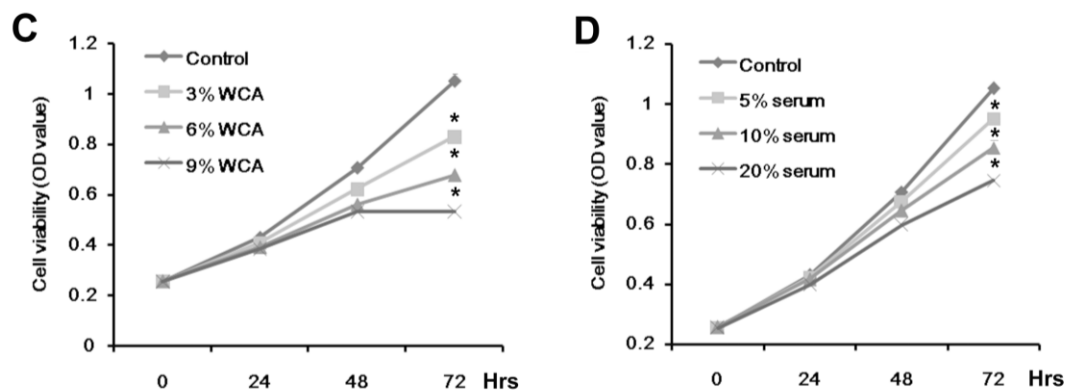 C
1.2
1
0.8
0.6
0.4
0.2
0
Cell viability (OD value)
Control
3% WCA
6% WCA
9% WCA
*
*
*
0 24 48 72 Hrs
D
1.2
1
0.8
0.6
0.4
0.2
Cell viability (OD value)
Control
5% serum
10% serum
20% serum
*
*
*
0 24 48 72 Hrs